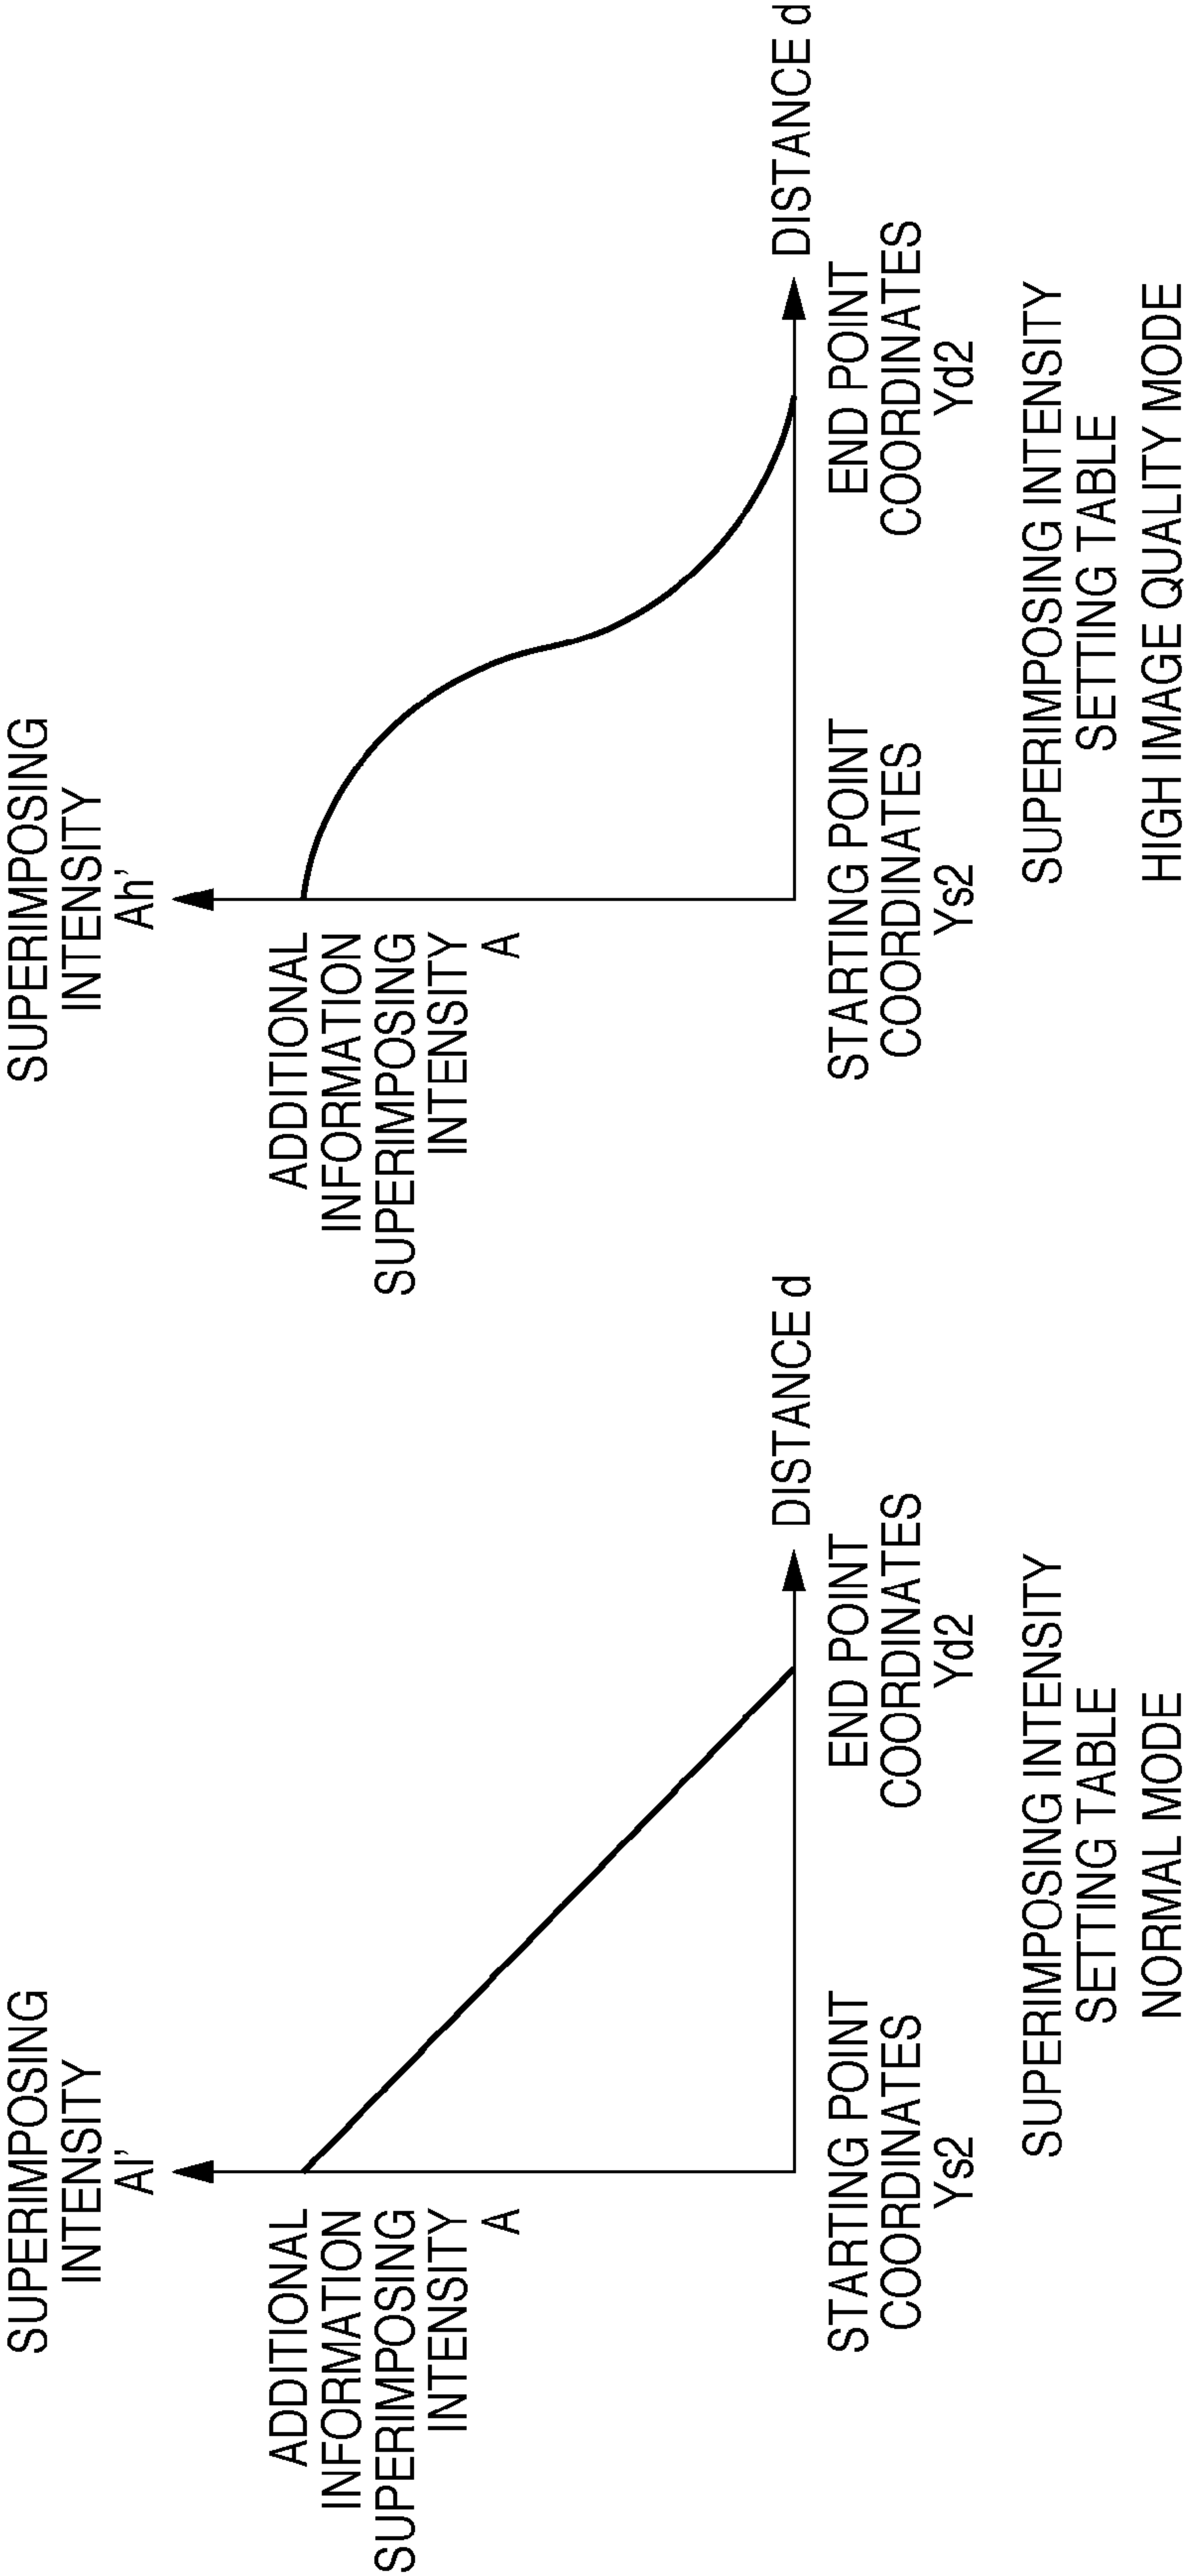 SUPERIMPOSING
INTENSITY
Al'
ADDITIONAL
INFORMATION
SUPERIMPOSING
INTENSITY
A
DISTANCE d
STARTING POINT
COORDINATES
Ys2
END POINT
COORDINATES
Yd2
SUPERIMPOSING INTENSITY
SETTING TABLE
NORMAL MODE
SUPERIMPOSING
INTENSITY
Ah'
ADDITIONAL
INFORMATION
SUPERIMPOSING
INTENSITY
A
DISTANCE d
STARTING POINT
COORDINATES
Ys2
END POINT
COORDINATES
Yd2
SUPERIMPOSING INTENSITY
SETTING TABLE
HIGH IMAGE QUALITY MODE